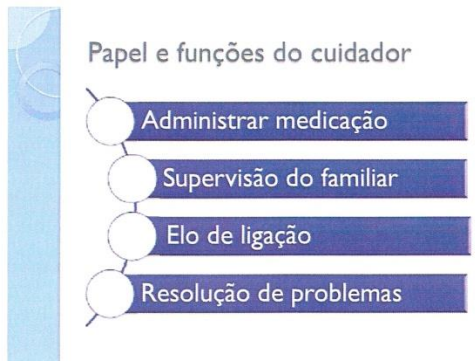 Papel e funções do cuidador
Administrar medicação
Supervisão do familiar
Elo de ligação
Resolução de problemas